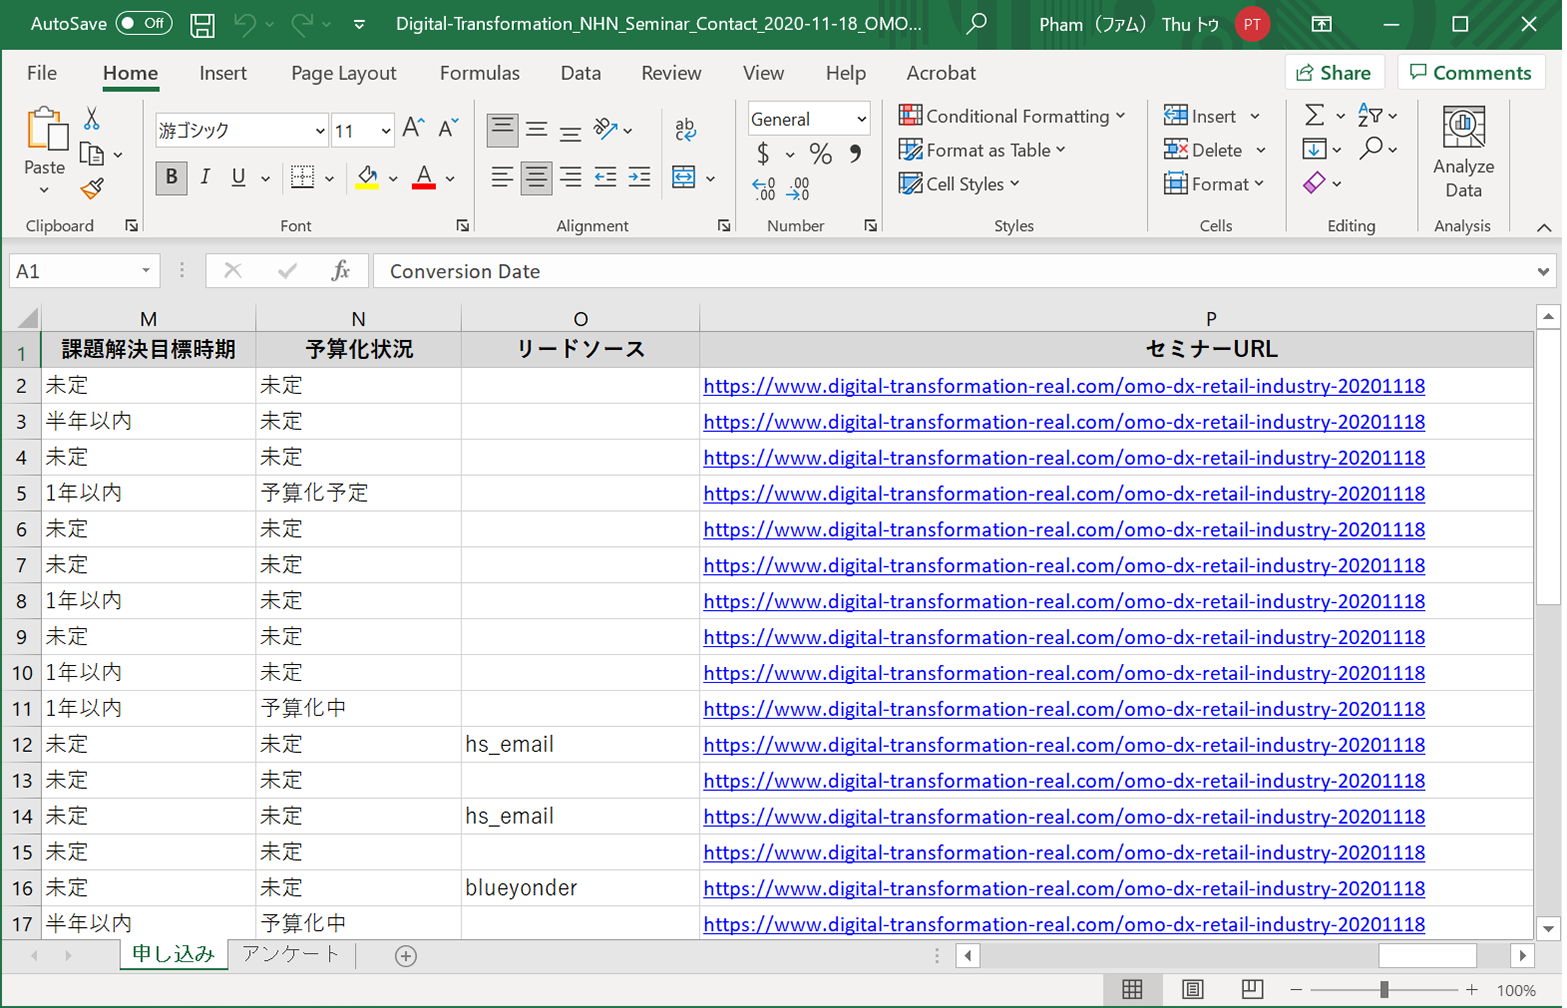 AutoSave Off Digital-Transformation_NHN_Seminar_Contact_2020-11-18_OMO... Pham（ファム） Thu トゥ PT
File Home Insert Page Layout Formulas Data Review View Help Acrobat Share Comments
Paste 游ゴシック 11 General Conditional Formatting Insert Analyze Data
B I U $ % Format as Table Delete
Cell Styles Format
Clipboard Font Alignment Number Styles Cells Editing Analysis
A1 fx Conversion Date
M N O P
1 課題解決目標時期 予算化状況 リードソース セミナーURL
2 未定 未定 https://www.digital-transformation-real.com/omo-dx-retail-industry-20201118
3 半年以内 未定 https://www.digital-transformation-real.com/omo-dx-retail-industry-20201118
4 未定 未定 https://www.digital-transformation-real.com/omo-dx-retail-industry-20201118
5 1年以内 予算化予定 https://www.digital-transformation-real.com/omo-dx-retail-industry-20201118
6 未定 未定 https://www.digital-transformation-real.com/omo-dx-retail-industry-20201118
7 未定 未定 https://www.digital-transformation-real.com/omo-dx-retail-industry-20201118
8 1年以内 未定 https://www.digital-transformation-real.com/omo-dx-retail-industry-20201118
9 未定 未定 https://www.digital-transformation-real.com/omo-dx-retail-industry-20201118
10 1年以内 未定 https://www.digital-transformation-real.com/omo-dx-retail-industry-20201118
11 1年以内 予算化中 https://www.digital-transformation-real.com/omo-dx-retail-industry-20201118
12 未定 未定 hs_email https://www.digital-transformation-real.com/omo-dx-retail-industry-20201118
13 未定 未定 https://www.digital-transformation-real.com/omo-dx-retail-industry-20201118
14 未定 未定 hs_email https://www.digital-transformation-real.com/omo-dx-retail-industry-20201118
15 未定 未定 https://www.digital-transformation-real.com/omo-dx-retail-industry-20201118
16 未定 未定 blueyonder https://www.digital-transformation-real.com/omo-dx-retail-industry-20201118
17 半年以内 予算化中 https://www.digital-transformation-real.com/omo-dx-retail-industry-20201118
申し込み アンケート
100%